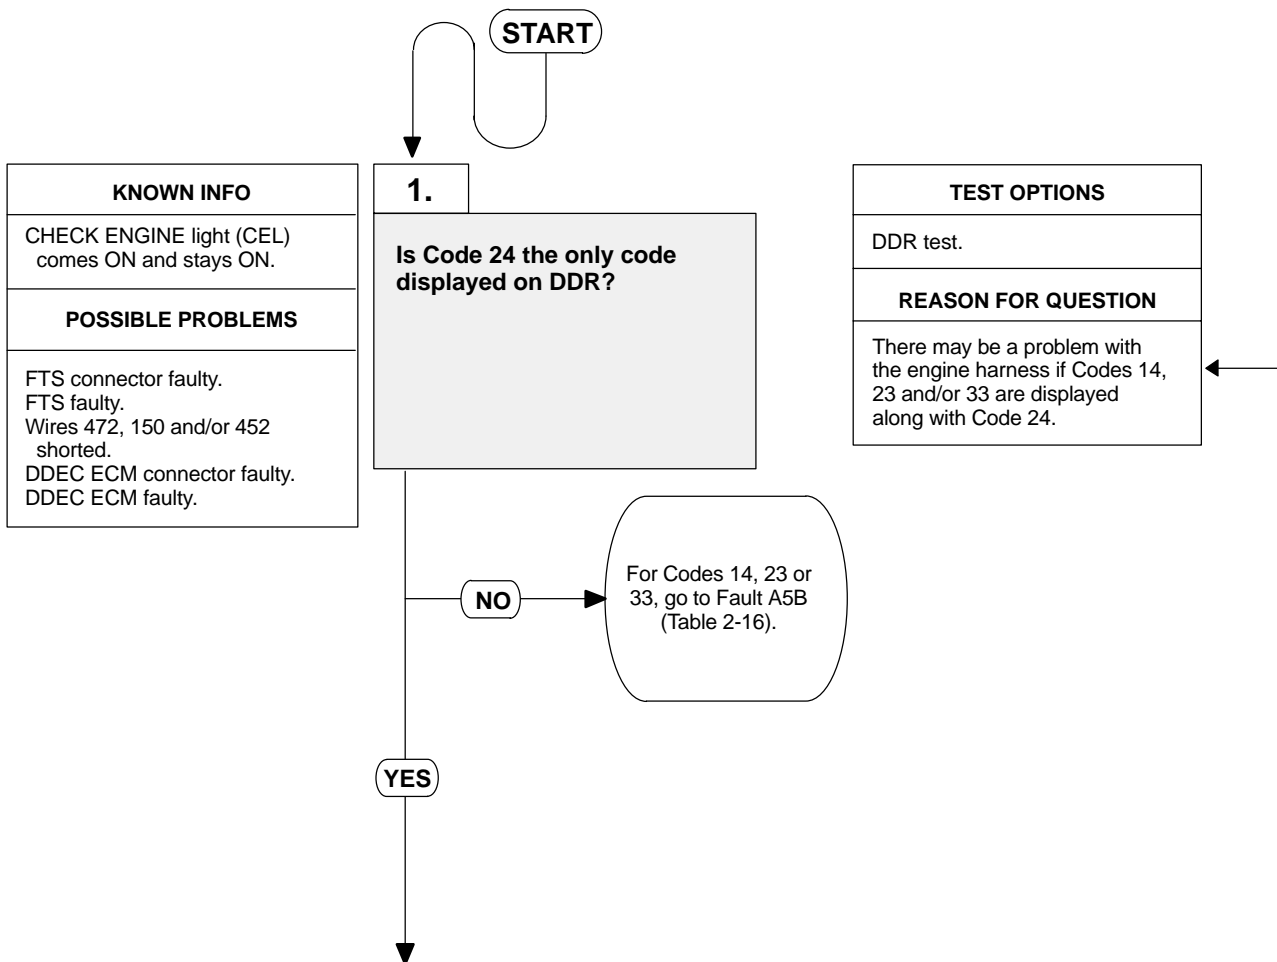 START
KNOWN INFO
CHECK ENGINE light (CEL)
comes ON and stays ON.
POSSIBLE PROBLEMS
FTS connector faulty.
FTS faulty.
Wires 472, 150 and/or 452
shorted.
DDEC ECM connector faulty.
DDEC ECM faulty.
1.
Is Code 24 the only code
displayed on DDR?
TEST OPTIONS
DDR test.
REASON FOR QUESTION
There may be a problem with
the engine harness if Codes 14,
23 and/or 33 are displayed
along with Code 24.
NO
For Codes 14, 23 or
33, go to Fault A5B
(Table 2-16).
YES